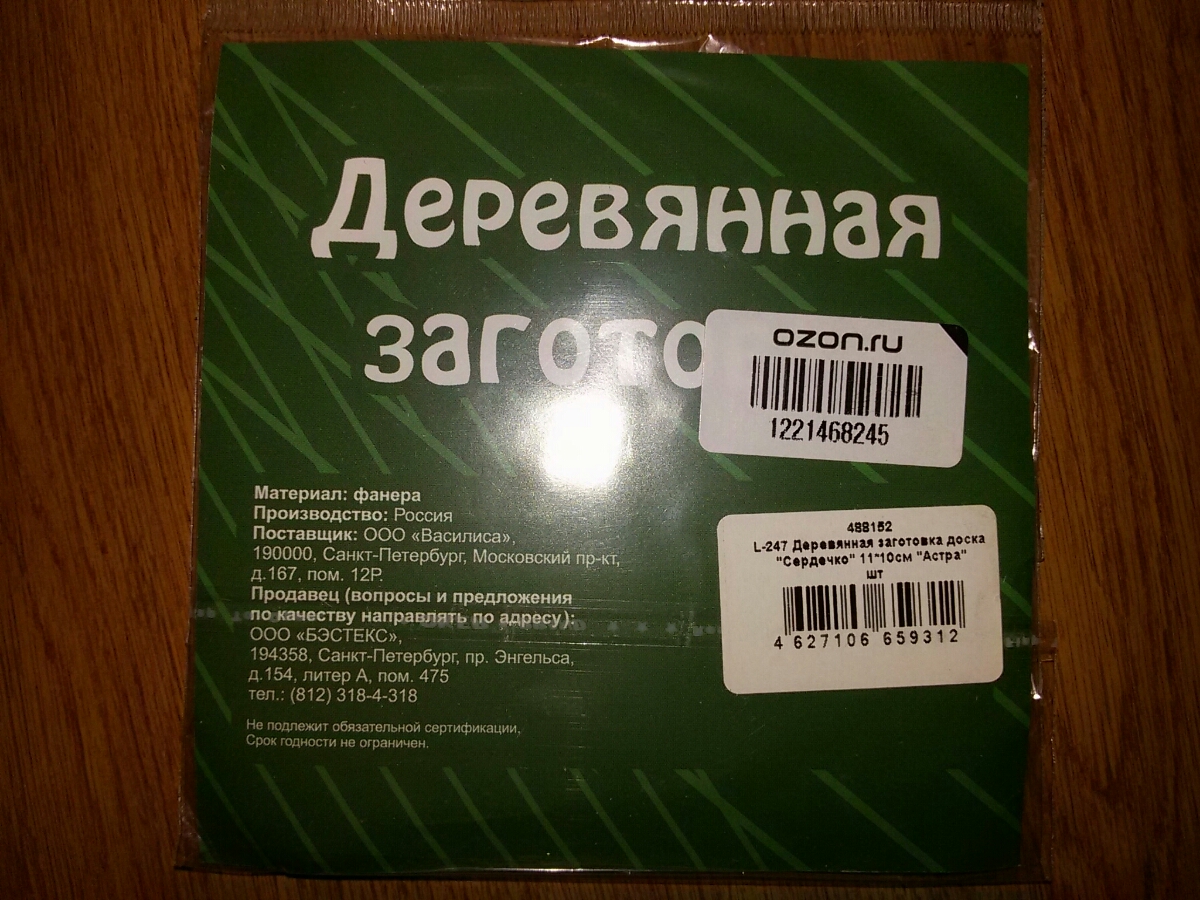 Деревянная
загото
ozon.ru
1221468245
Материал: фанера
Производство: Россия
Поставщик: ООО «Василиса»,
190000, Санкт-Петербург, Московский пр-кт,
д.167, пом. 12Р.
Продавец (вопросы и предложения
по качеству направлять по адресу):
ООО «БЭСТЕКС»,
194358, Санкт-Петербург, пр. Энгельса,
д.154, литер А, пом. 475
тел.: (812) 318-4-318
Не подлежит обязательной сертификации,
Срок годности не ограничен.
488152
L-247 Деревянная заготовка доска
"Сердечко" 11*10см "Астра"
шт
4 627106 659312